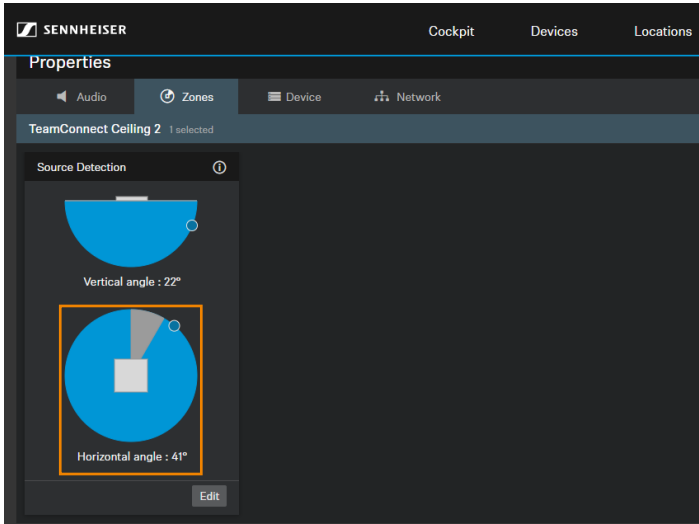 SENNHEISER
Cockpit Devices Locations
Properties
Audio Zones Device Network
TeamConnect Ceiling 2 1 selected
Source Detection
Vertical angle : 22°
Horizontal angle : 41°
Edit